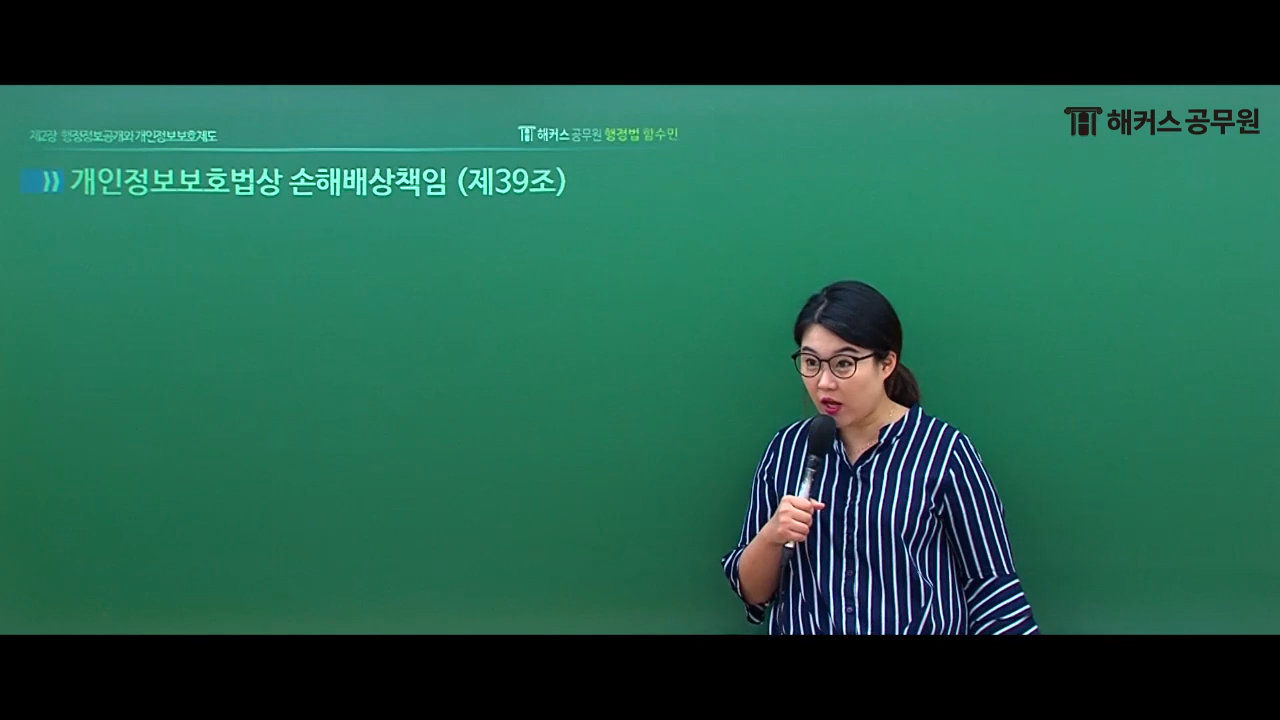 제2장 행정정보공개와 개인정보보호제도
해커스 공무원 행정법 함수민
해커스 공무원
개인정보보호법상 손해배상책임 (제39조)